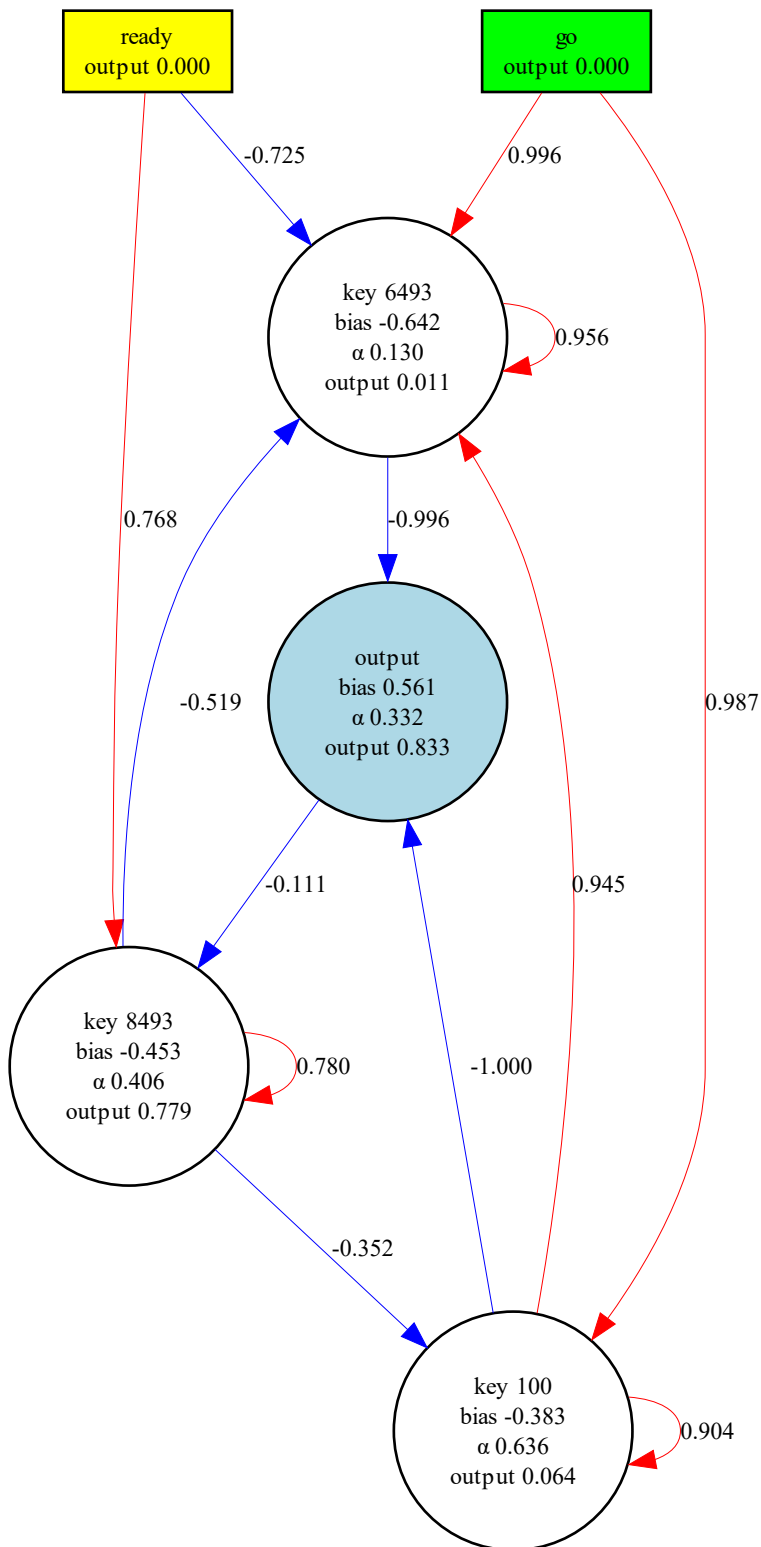 ready
output 0.000
go
output 0.000
-0.725
0.996
key 6493
bias -0.642
α 0.130
output 0.011
0.956
0.768
-0.996
-0.519
output
bias 0.561
α 0.332
output 0.833
0.987
-0.111
0.945
key 8493
bias -0.453
α 0.406
output 0.779
0.780
-1.000
-0.352
key 100
bias -0.383
α 0.636
output 0.064
0.904